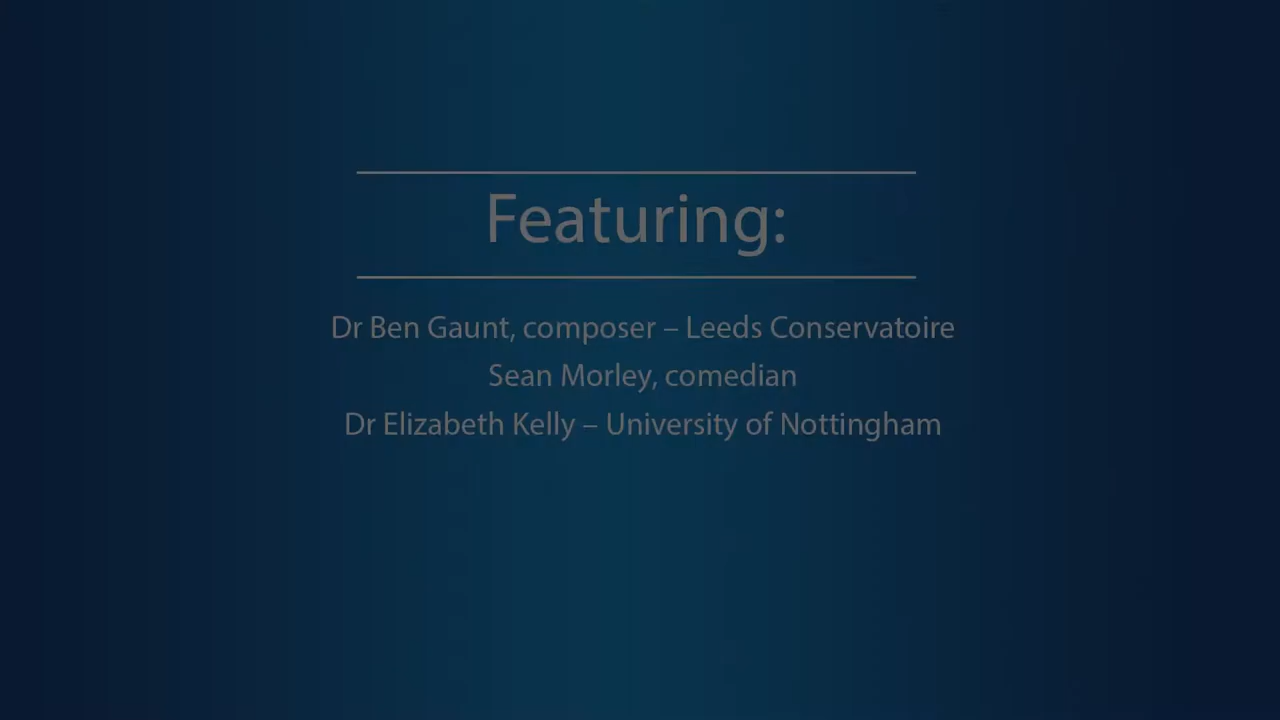 Featuring:
Dr Ben Gaunt, composer – Leeds Conservatoire
Sean Morley, comedian
Dr Elizabeth Kelly – University of Nottingham